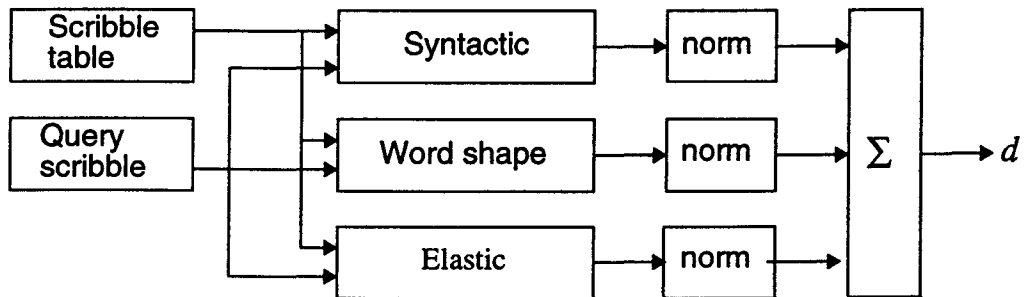 Scribble
table
Syntactic
norm
Query
scribble
Word shape
norm
Σ
d
Elastic
norm